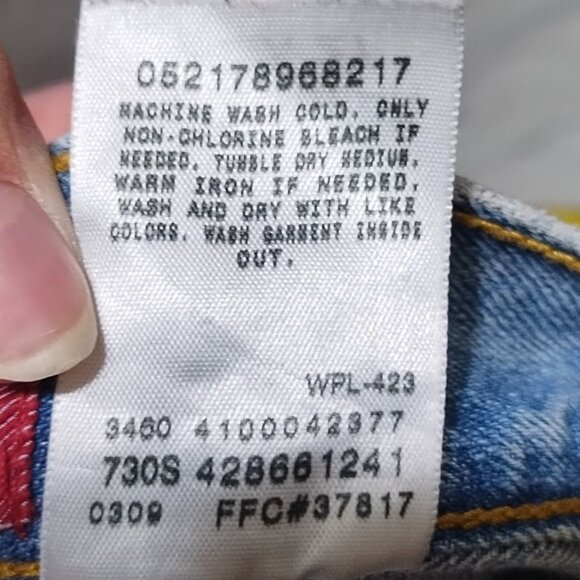 052178968217
MACHINE WASH COLD. ONLY
NON-CHLORINE BLEACH IF
NEEDED. TUMBLE DRY MEDIUM.
WARM IRON IF NEEDED.
WASH AND DRY WITH LIKE
COLORS. WASH GARMENT INSIDE
OUT.
WPL-423
3460 4100042377
730S 428661241
0309 FFC#37817